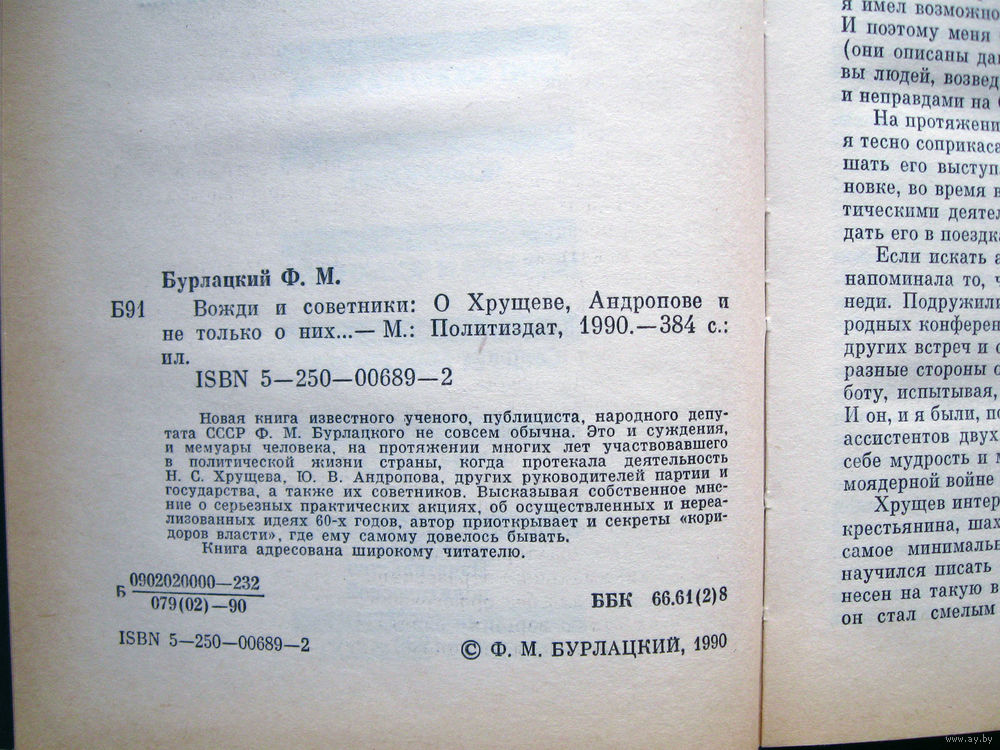 Бурлацкий Ф. М.
Б91 Вожди и советники: О Хрущеве, Андропове и
не только о них...— М.: Политиздат, 1990.—384 с.:
ил.
ISBN 5—250—00689—2
Новая книга известного ученого, публициста, народного депу-
тата СССР Ф. М. Бурлацкого не совсем обычна. Это и суждения,
и мемуары человека, на протяжении многих лет участвовавшего
в политической жизни страны, когда протекала деятельность
Н. С. Хрущева, Ю. В. Андропова, других руководителей партии и
государства, а также их советников. Высказывая собственное мне-
ние о серьезных практических акциях, об осуществленных и нереа-
лизованных идеях 60-х годов, автор приоткрывает и секреты «кори-
доров власти», где ему самому довелось бывать.
Книга адресована широкому читателю.
Б 0902020000—232
079(02)—90
ББК 66.61(2)8
ISBN 5—250—00689—2
© Ф. М. БУРЛАЦКИЙ, 1990
я имел возможно
И поэтому меня
(они описаны да
вы людей, возвед
и неправдами на
На протяжени
я тесно соприкаса
шать его выступ
новке, во время в
тическими деятел
дать его в поездка
Если искать а
напоминала то, ч
неди. Подружили
родных конферен
других встреч и с
разные стороны о
боту, испытывая,
И он, и я были, по
ассистентов двух
себе мудрость и м
моядерной войне
Хрущев интер
крестьянина, шах
самое минималь
научился писать
несен на такую в
он стал смелым
www.ay.by